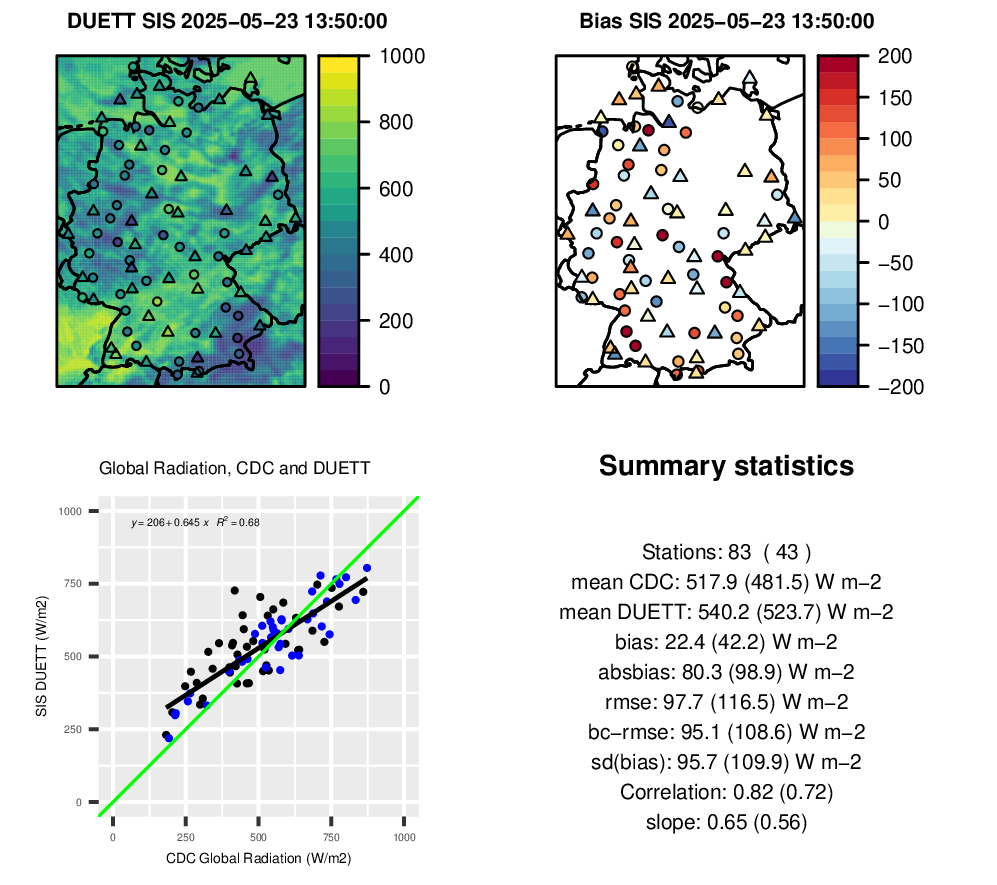 DUETT SIS 2025−05−23 13:50:00
1000
800
600
400
200
0
Bias SIS 2025−05−23 13:50:00
200
150
100
50
0
−50
−100
−150
−200
Global Radiation, CDC and DUETT
y = 206 + 0.645 x R² = 0.68
SIS DUETT (W/m2)
1000
750
500
250
0
0 250 500 750 1000
CDC Global Radiation (W/m2)
Summary statistics
Stations: 83 ( 43 )
mean CDC: 517.9 (481.5) W m−2
mean DUETT: 540.2 (523.7) W m−2
bias: 22.4 (42.2) W m−2
absbias: 80.3 (98.9) W m−2
rmse: 97.7 (116.5) W m−2
bc−rmse: 95.1 (108.6) W m−2
sd(bias): 95.7 (109.9) W m−2
Correlation: 0.82 (0.72)
slope: 0.65 (0.56)